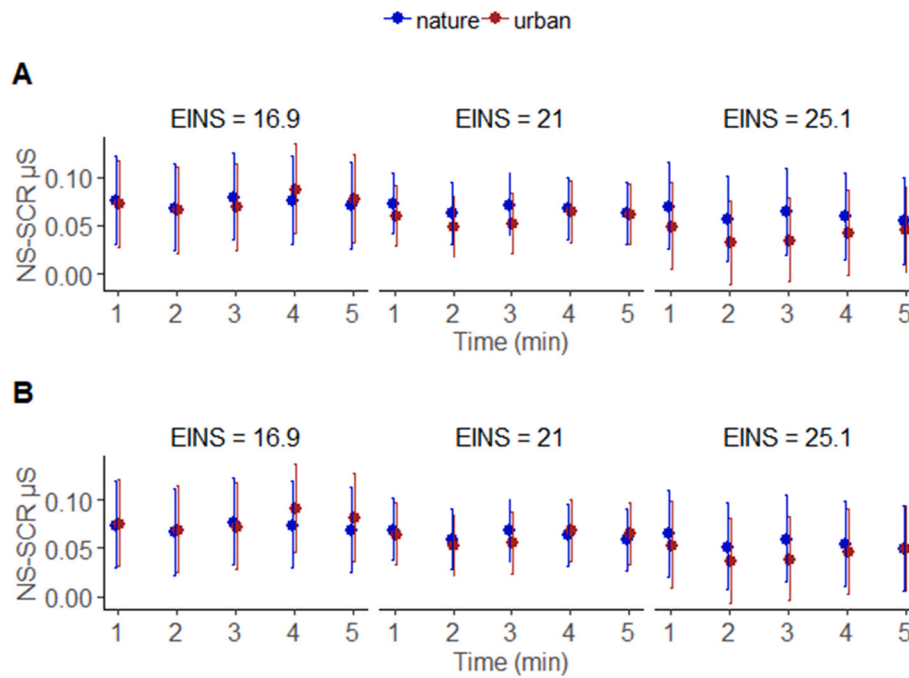 nature urban
A
EINS = 16.9 EINS = 21 EINS = 25.1
NS-SCR µS
0.10
0.05
0.00
1 2 3 4 5 1 2 3 4 5 1 2 3 4 5
Time (min)
B
EINS = 16.9 EINS = 21 EINS = 25.1
NS-SCR µS
0.10
0.05
0.00
1 2 3 4 5 1 2 3 4 5 1 2 3 4 5
Time (min)